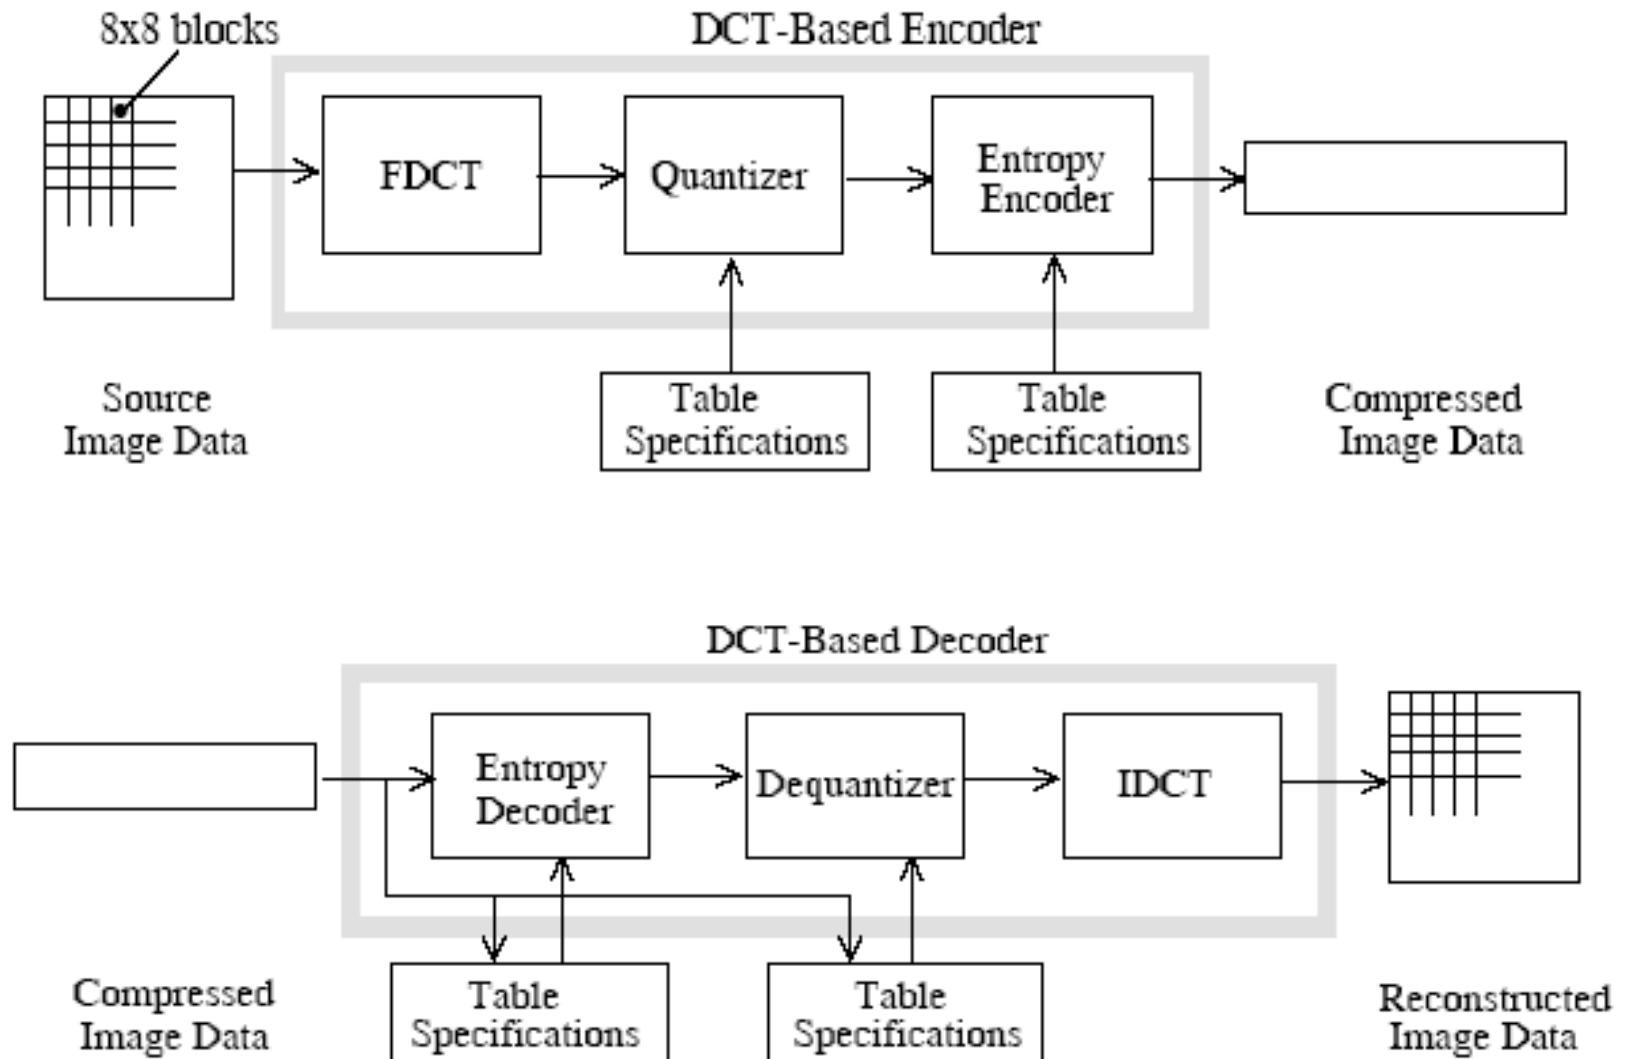 8x8 blocks
DCT-Based Encoder
FDCT
Quantizer
Entropy
Encoder
Source
Image Data
Table
Specifications
Table
Specifications
Compressed
Image Data
DCT-Based Decoder
Entropy
Decoder
Dequantizer
IDCT
Compressed
Image Data
Table
Specifications
Table
Specifications
Reconstructed
Image Data